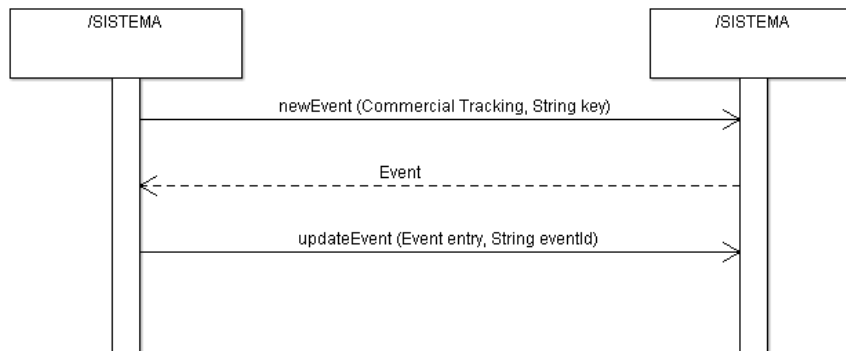 /SISTEMA
/SISTEMA
newEvent (Commercial Tracking, String key)
Event
updateEvent (Event entry, String eventId)